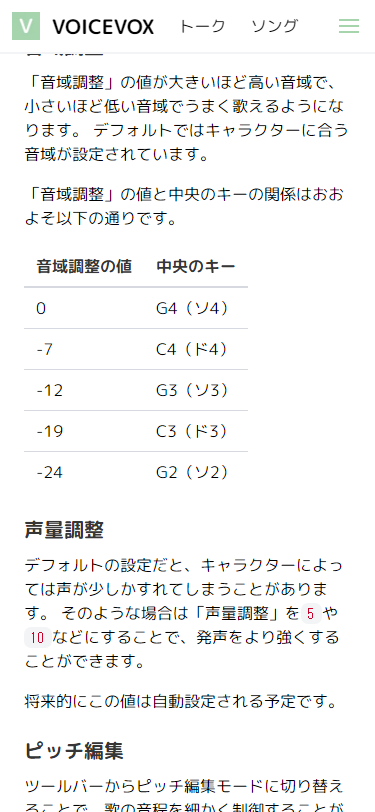 V VOICEVOX トーク ソング
音域調整
「音域調整」の値が大きいほど高い音域で、
小さいほど低い音域でうまく歌えるようにな
ります。 デフォルトではキャラクターに合う
音域が設定されています。
「音域調整」の値と中央のキーの関係はおお
よそ以下の通りです。
音域調整の値 中央のキー
0 G4（ソ4）
-7 C4（ド4）
-12 G3（ソ3）
-19 C3（ド3）
-24 G2（ソ2）
声量調整
デフォルトの設定だと、キャラクターによっ
ては声が少しかすれてしまうことがありま
す。 そのような場合は「声量調整」を 5 や
10 などにすることで、発声をより強くする
ことができます。
将来的にこの値は自動設定される予定です。
ピッチ編集
ツールバーからピッチ編集モードに切り替え
ることで、歌の音程を細かく制御することが